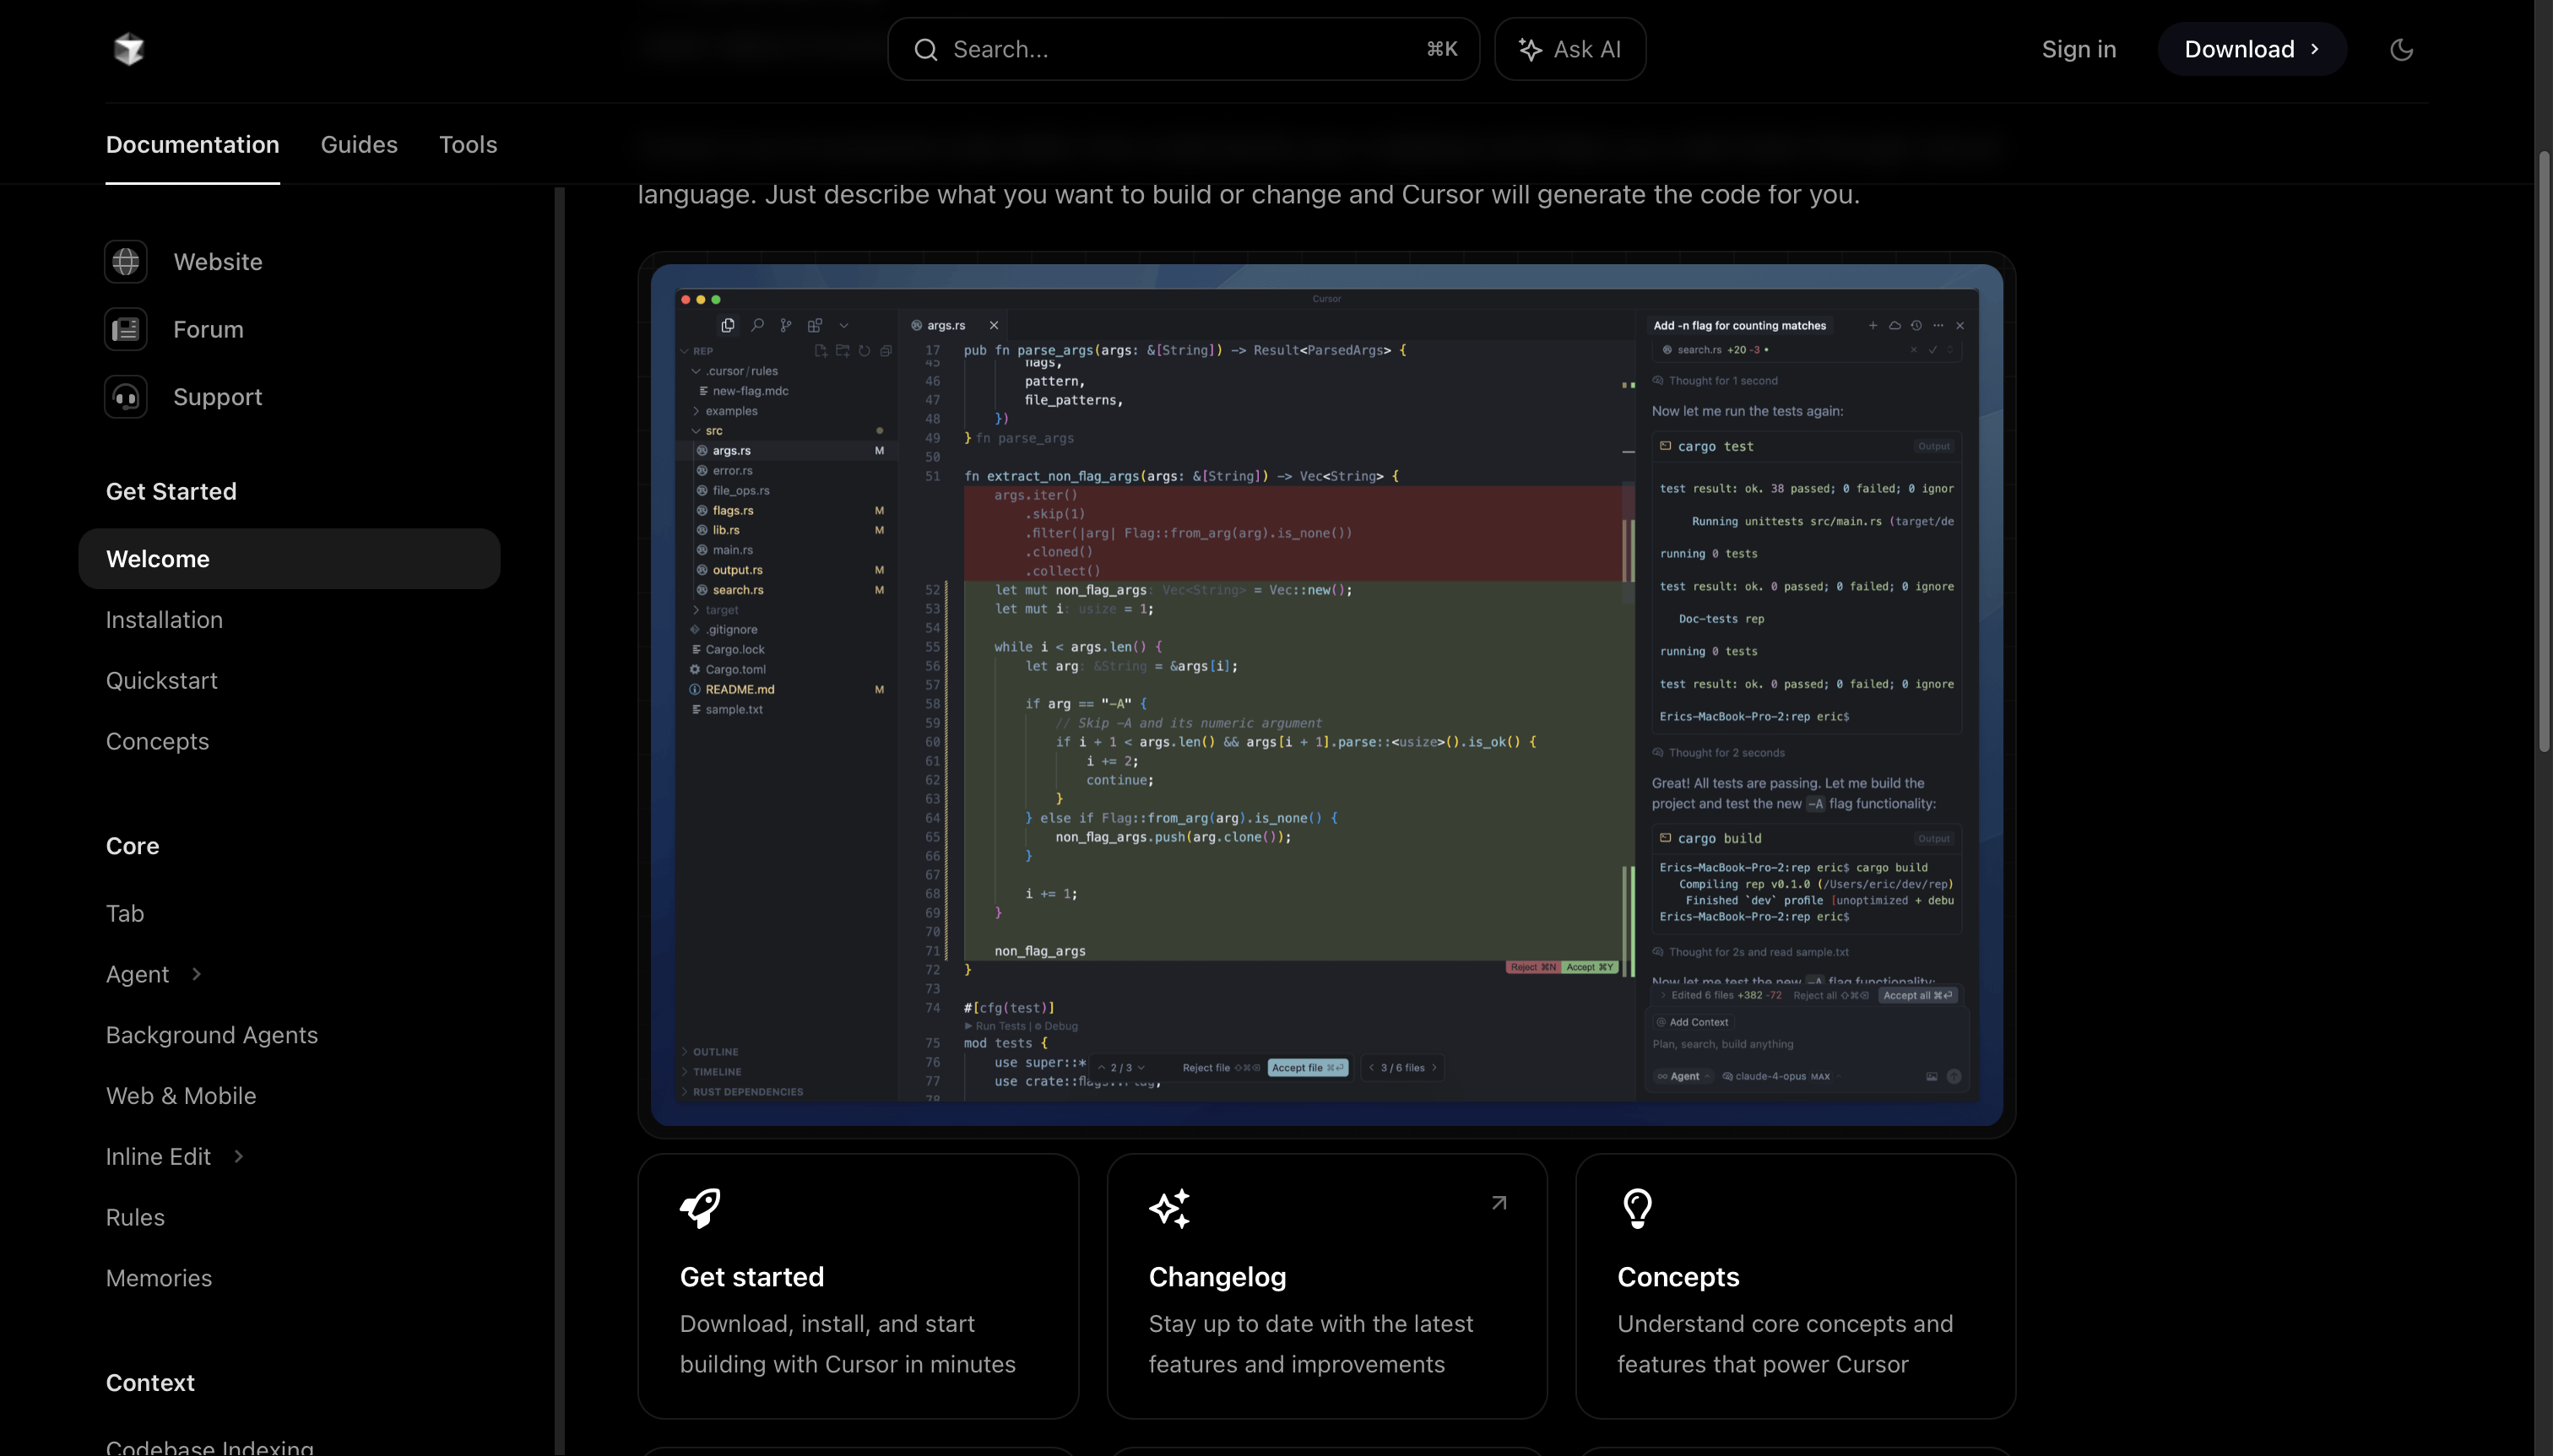 Search...
⌘K
Ask AI
Sign in
Download
Documentation
Guides
Tools
Website
Forum
Support
Get Started
Welcome
Installation
Quickstart
Concepts
Core
Tab
Agent
Background Agents
Web & Mobile
Inline Edit
Rules
Memories
Context
Codebase Indexing
language. Just describe what you want to build or change and Cursor will generate the code for you.
Cursor
REP
.cursor/rules
new-flag.mdc
examples
src
args.rs M
error.rs
file_ops.rs
flags.rs M
lib.rs M
main.rs
output.rs M
search.rs M
target
.gitignore
Cargo.lock
Cargo.toml
README.md M
sample.txt
OUTLINE
TIMELINE
RUST DEPENDENCIES
args.rs
17 pub fn parse_args(args: &[String]) -> Result<ParsedArgs> {
45 flags,
46 pattern,
47 file_patterns,
48 })
49 } fn parse_args
50
51 fn extract_non_flag_args(args: &[String]) -> Vec<String> {
args.iter()
.skip(1)
.filter(|arg| Flag::from_arg(arg).is_none())
.cloned()
.collect()
52 let mut non_flag_args: Vec<String> = Vec::new();
53 let mut i: usize = 1;
54
55 while i < args.len() {
56 let arg: &String = &args[i];
57
58 if arg == "-A" {
59 // Skip -A and its numeric argument
60 if i + 1 < args.len() && args[i + 1].parse::<usize>().is_ok() {
61 i += 2;
62 continue;
63 }
64 } else if Flag::from_arg(arg).is_none() {
65 non_flag_args.push(arg.clone());
66 }
67
68 i += 1;
69 }
70
71 non_flag_args
72 }
Reject ⌘N Accept ⌘Y
73
74 #[cfg(test)]
Run Tests | Debug
75 mod tests {
76 use super::*
77 use crate::flags::Flag;
78
2 / 3 Reject file ⇧⌘⌫ Accept file ⌘⏎ 3 / 6 files
Add -n flag for counting matches
search.rs +20 -3
Thought for 1 second
Now let me run the tests again:
cargo test
Output
test result: ok. 38 passed; 0 failed; 0 ignor
Running unittests src/main.rs (target/de
running 0 tests
test result: ok. 0 passed; 0 failed; 0 ignore
Doc-tests rep
running 0 tests
test result: ok. 0 passed; 0 failed; 0 ignore
Erics-MacBook-Pro-2:rep eric$
Thought for 2 seconds
Great! All tests are passing. Let me build the
project and test the new -A flag functionality:
cargo build
Output
Erics-MacBook-Pro-2:rep eric$ cargo build
Compiling rep v0.1.0 (/Users/eric/dev/rep)
Finished `dev` profile [unoptimized + debu
Erics-MacBook-Pro-2:rep eric$
Thought for 2s and read sample.txt
Now let me test the new -A flag functionality:
Edited 6 files +382 -72 Reject all ⇧⌘⌫ Accept all ⌘⏎
@ Add Context
Plan, search, build anything
Agent claude-4-opus MAX
Get started
Download, install, and start
building with Cursor in minutes
Changelog
Stay up to date with the latest
features and improvements
Concepts
Understand core concepts and
features that power Cursor